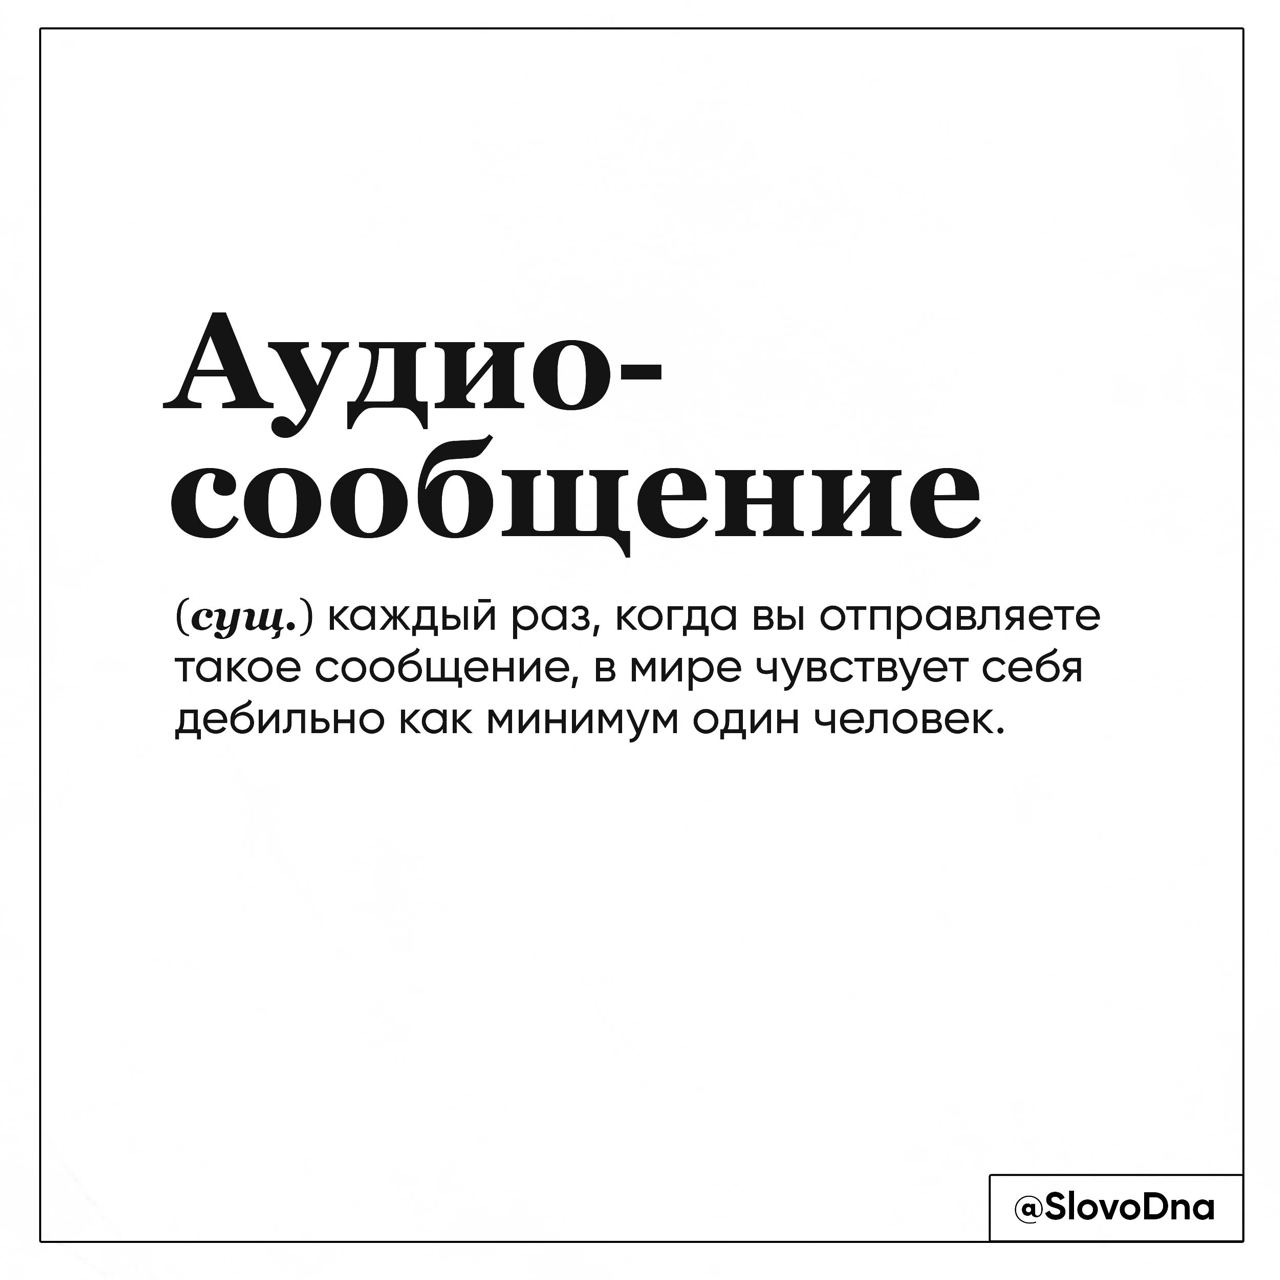 Аудио-
сообщение
(сущ.) каждый раз, когда вы отправляете
такое сообщение, в мире чувствует себя
дебильно как минимум один человек.
@SlovoDna